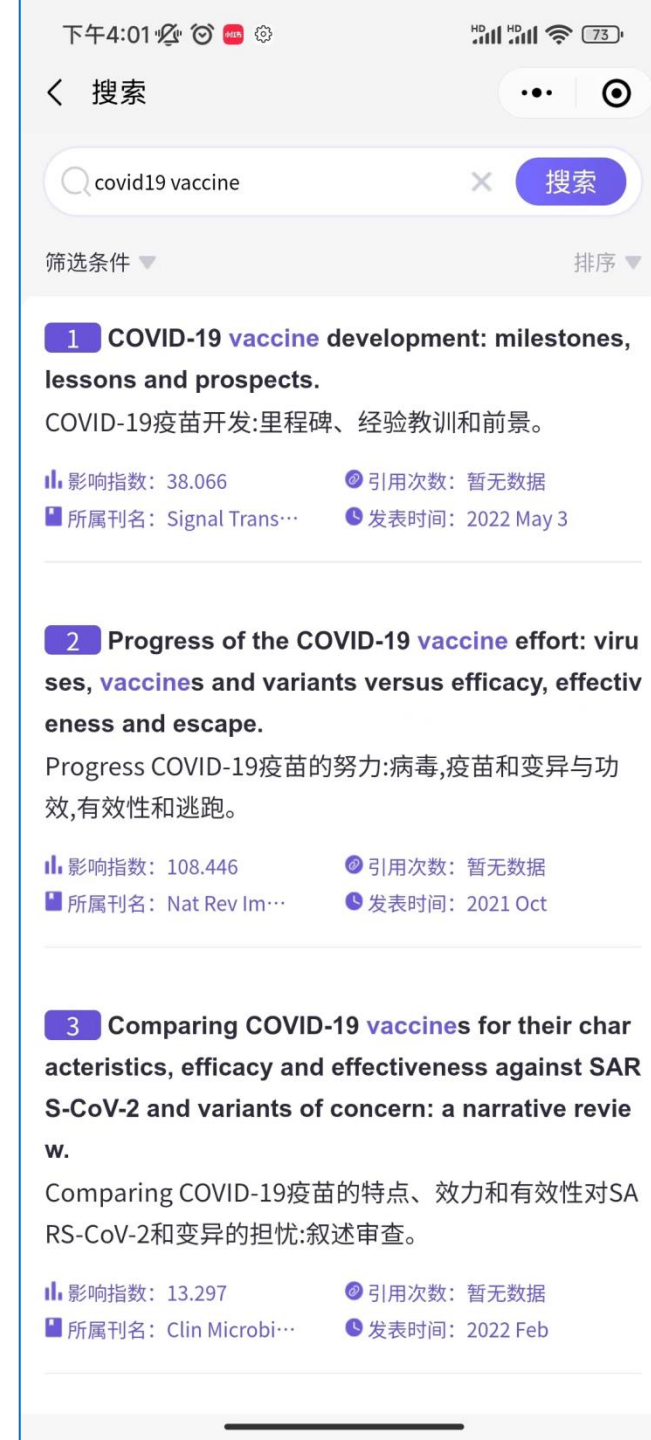 下午4:01
HD HD 73
搜索
covid19 vaccine
搜索
筛选条件
排序
1 COVID-19 vaccine development: milestones,
lessons and prospects.
COVID-19疫苗开发:里程碑、经验教训和前景。
影响指数：38.066 引用次数：暂无数据
所属刊名：Signal Trans··· 发表时间：2022 May 3
2 Progress of the COVID-19 vaccine effort: viru
ses, vaccines and variants versus efficacy, effectiv
eness and escape.
Progress COVID-19疫苗的努力:病毒,疫苗和变异与功
效,有效性和逃跑。
影响指数：108.446 引用次数：暂无数据
所属刊名：Nat Rev Im··· 发表时间：2021 Oct
3 Comparing COVID-19 vaccines for their char
acteristics, efficacy and effectiveness against SAR
S-CoV-2 and variants of concern: a narrative revie
w.
Comparing COVID-19疫苗的特点、效力和有效性对SA
RS-CoV-2和变异的担忧:叙述审查。
影响指数：13.297 引用次数：暂无数据
所属刊名：Clin Microbi··· 发表时间：2022 Feb